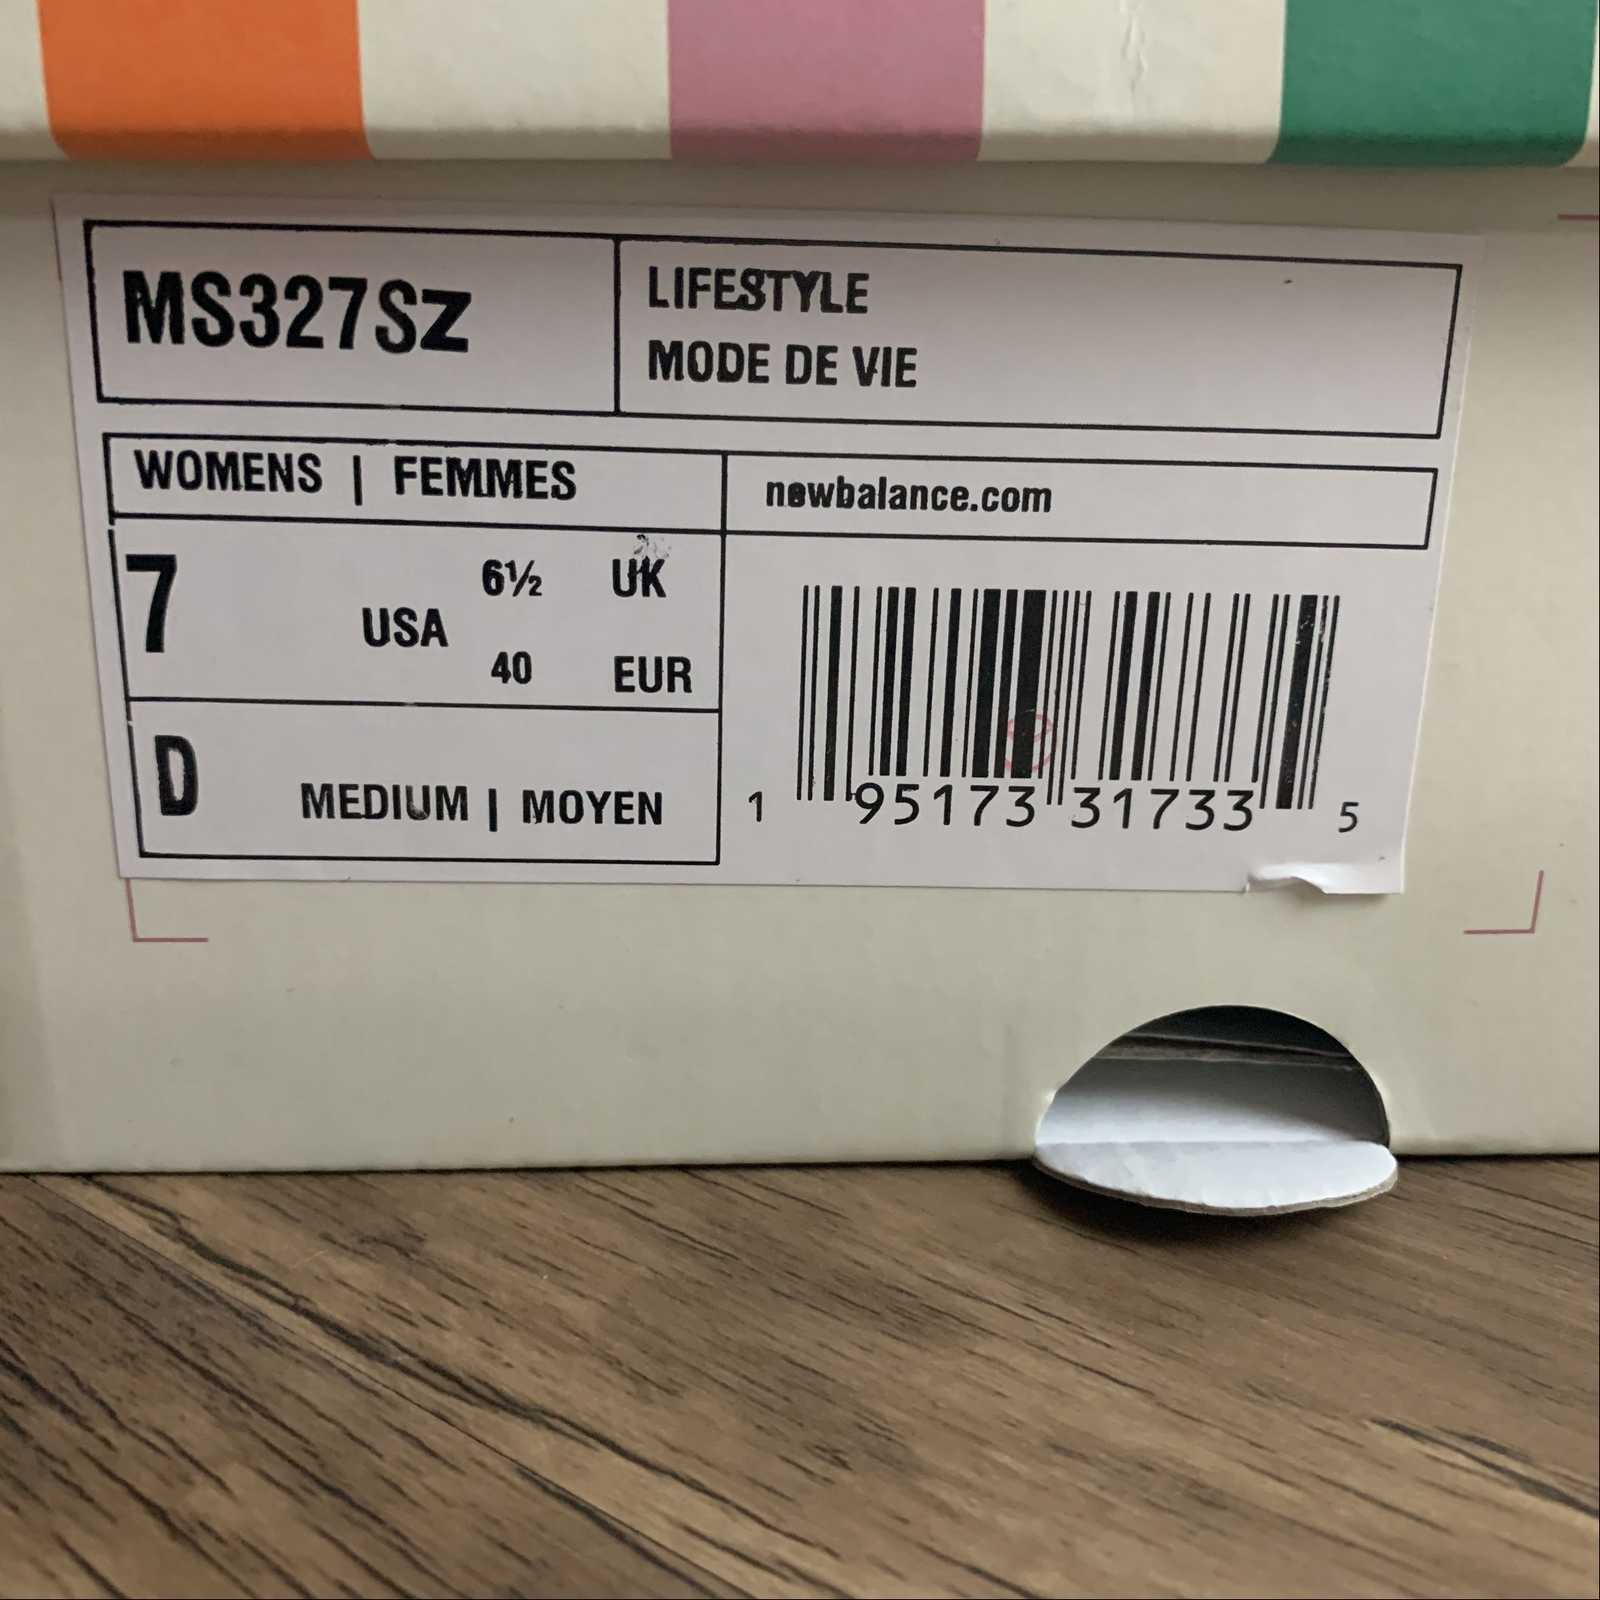 MS327SZ
LIFESTYLE
MODE DE VIE
WOMENS | FEMMES
newbalance.com
7 USA
6½ UK
40 EUR
D
MEDIUM | MOYEN
1 95173 31733 5